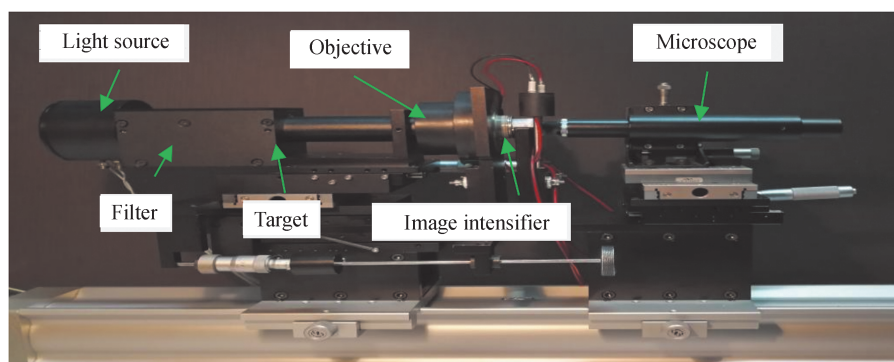 Light source
Objective
Microscope
Filter
Target
Image intensifier